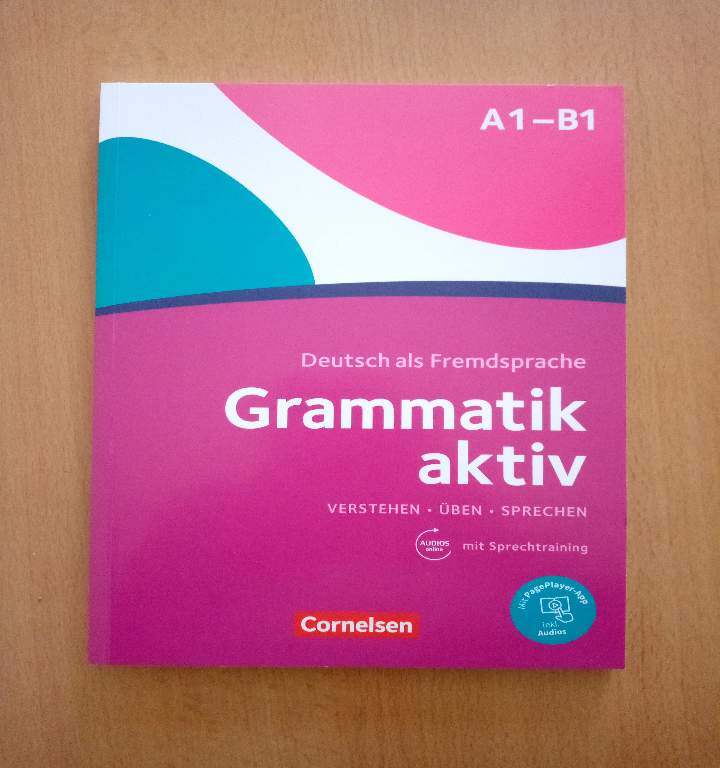 A1–B1
Deutsch als Fremdsprache
Grammatik
aktiv
VERSTEHEN • ÜBEN • SPRECHEN
AUDIOS
online
mit Sprechtraining
Mit PagePlayer-App
inkl.
Audios
Cornelsen